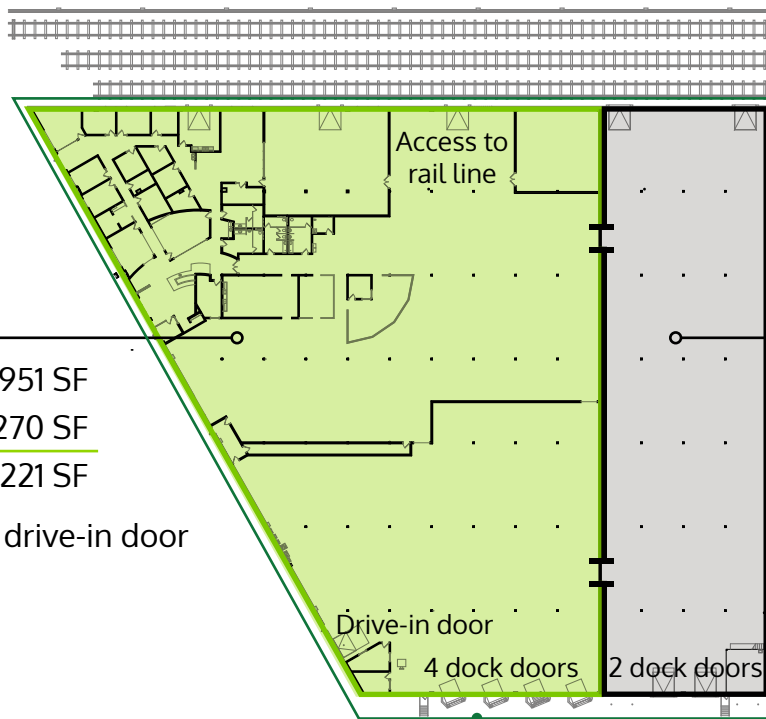 Access to
rail line
951 SF
270 SF
221 SF
drive-in door
Drive-in door
4 dock doors
2 dock doors